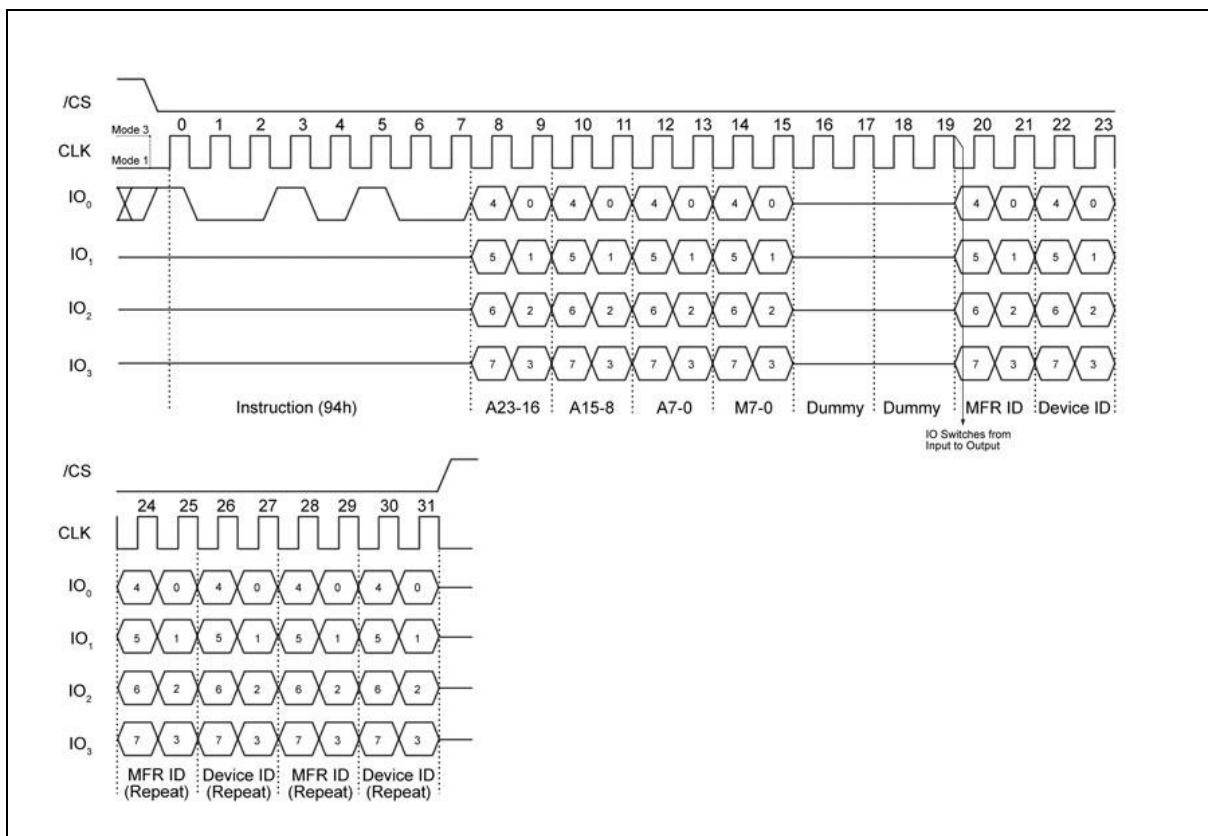 /CS
Mode 3
0 1 2 3 4 5 6 7 8 9 10 11 12 13 14 15 16 17 18 19 20 21 22 23
CLK
Mode 1
IO0 4 0 4 0 4 0 4 0 4 0 4 0
IO1 5 1 5 1 5 1 5 1 5 1 5 1
IO2 6 2 6 2 6 2 6 2 6 2 6 2
IO3 7 3 7 3 7 3 7 3 7 3 7 3
Instruction (94h) A23-16 A15-8 A7-0 M7-0 Dummy Dummy MFR ID Device ID
IO Switches from
Input to Output
/CS
24 25 26 27 28 29 30 31
CLK
IO0 4 0 4 0 4 0 4 0
IO1 5 1 5 1 5 1 5 1
IO2 6 2 6 2 6 2 6 2
IO3 7 3 7 3 7 3 7 3
MFR ID Device ID MFR ID Device ID
(Repeat) (Repeat) (Repeat) (Repeat)